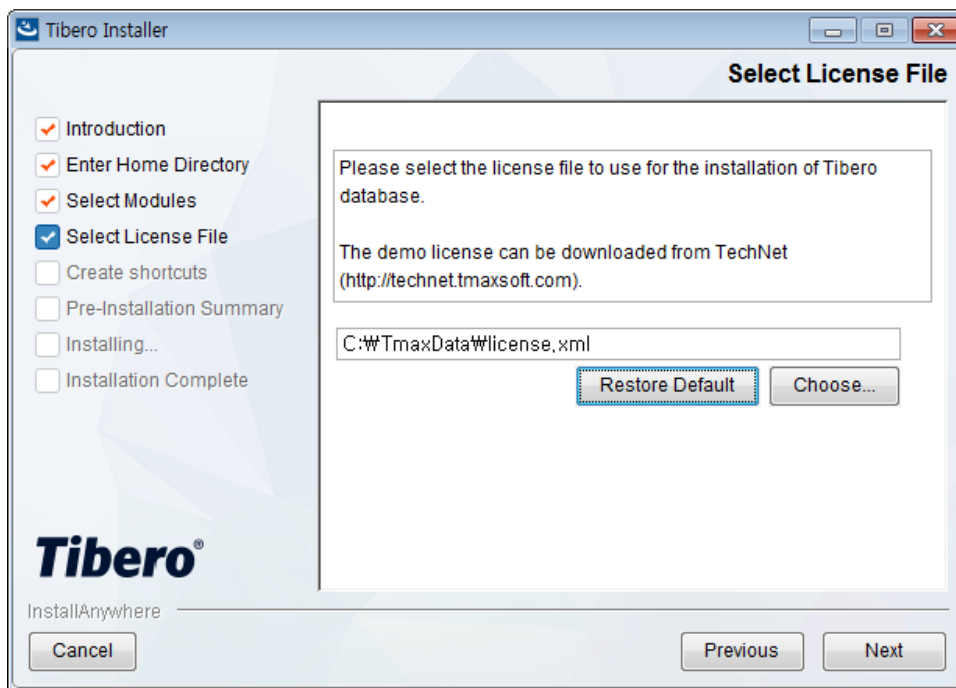 Tibero Installer
Select License File
Introduction
Enter Home Directory
Select Modules
Select License File
Create shortcuts
Pre-Installation Summary
Installing...
Installation Complete
Please select the license file to use for the installation of Tibero
database.
The demo license can be downloaded from TechNet
(http://technet.tmaxsoft.com).
C:₩TmaxData₩license.xml
Restore Default
Choose...
Tibero®
InstallAnywhere
Cancel
Previous
Next